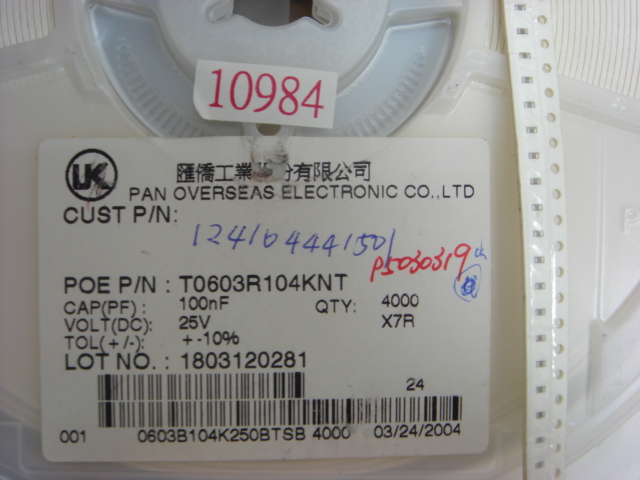 10984
UK
匯僑工業股份有限公司
PAN OVERSEAS ELECTRONIC CO.,LTD
CUST P/N:
124104441501
P5030319
POE P/N : T0603R104KNT
CAP(PF) : 100nF QTY: 4000
VOLT(DC): 25V X7R
TOL(+/-): +-10%
LOT NO. : 1803120281
24
001 0603B104K250BTSB 4000 03/24/2004